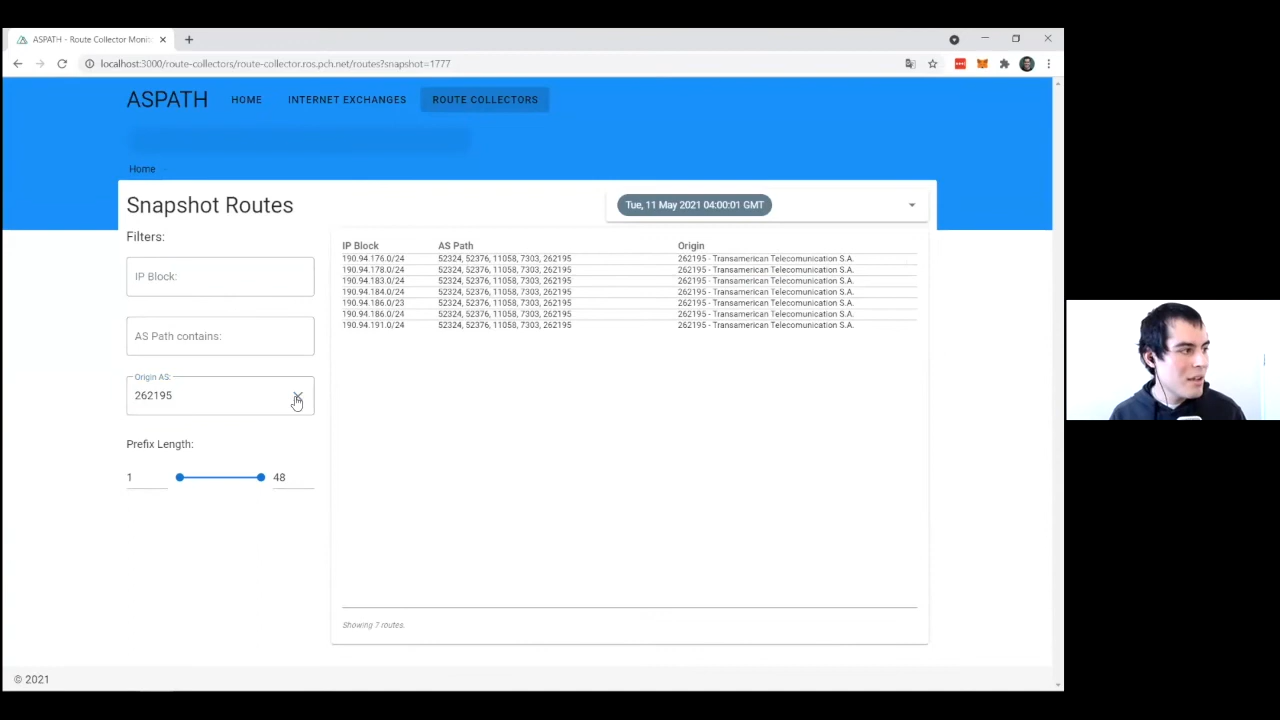 ASPATH - Route Collector Monit
localhost:3000/route-collectors/route-collector.ros.pch.net/routes?snapshot=1777
ASPATH HOME INTERNET EXCHANGES ROUTE COLLECTORS
Home
Snapshot Routes
Tue, 11 May 2021 04:00:01 GMT
Filters:
IP Block:
AS Path contains:
Origin AS:
262195
Prefix Length:
1 48
IP Block AS Path Origin
190.94.176.0/24 52324, 52376, 11058, 7303, 262195 262195 - Transamerican Telecomunication S.A.
190.94.178.0/24 52324, 52376, 11058, 7303, 262195 262195 - Transamerican Telecomunication S.A.
190.94.183.0/24 52324, 52376, 11058, 7303, 262195 262195 - Transamerican Telecomunication S.A.
190.94.184.0/24 52324, 52376, 11058, 7303, 262195 262195 - Transamerican Telecomunication S.A.
190.94.186.0/23 52324, 52376, 11058, 7303, 262195 262195 - Transamerican Telecomunication S.A.
190.94.186.0/24 52324, 52376, 11058, 7303, 262195 262195 - Transamerican Telecomunication S.A.
190.94.191.0/24 52324, 52376, 11058, 7303, 262195 262195 - Transamerican Telecomunication S.A.
Showing 7 routes.
© 2021